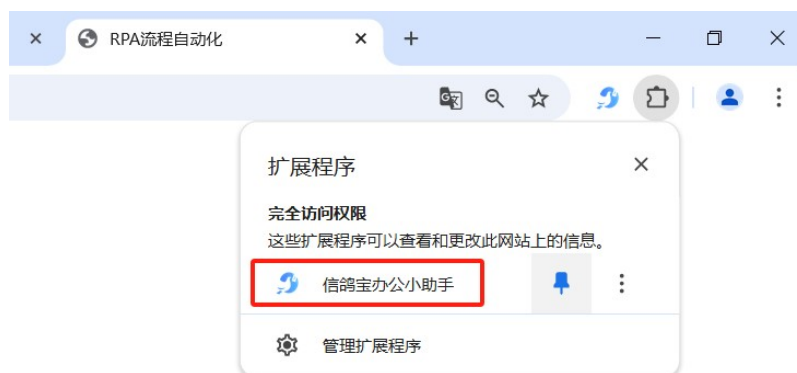 RPA流程自动化
扩展程序
完全访问权限
这些扩展程序可以查看和更改此网站上的信息。
信鸽宝办公小助手
管理扩展程序